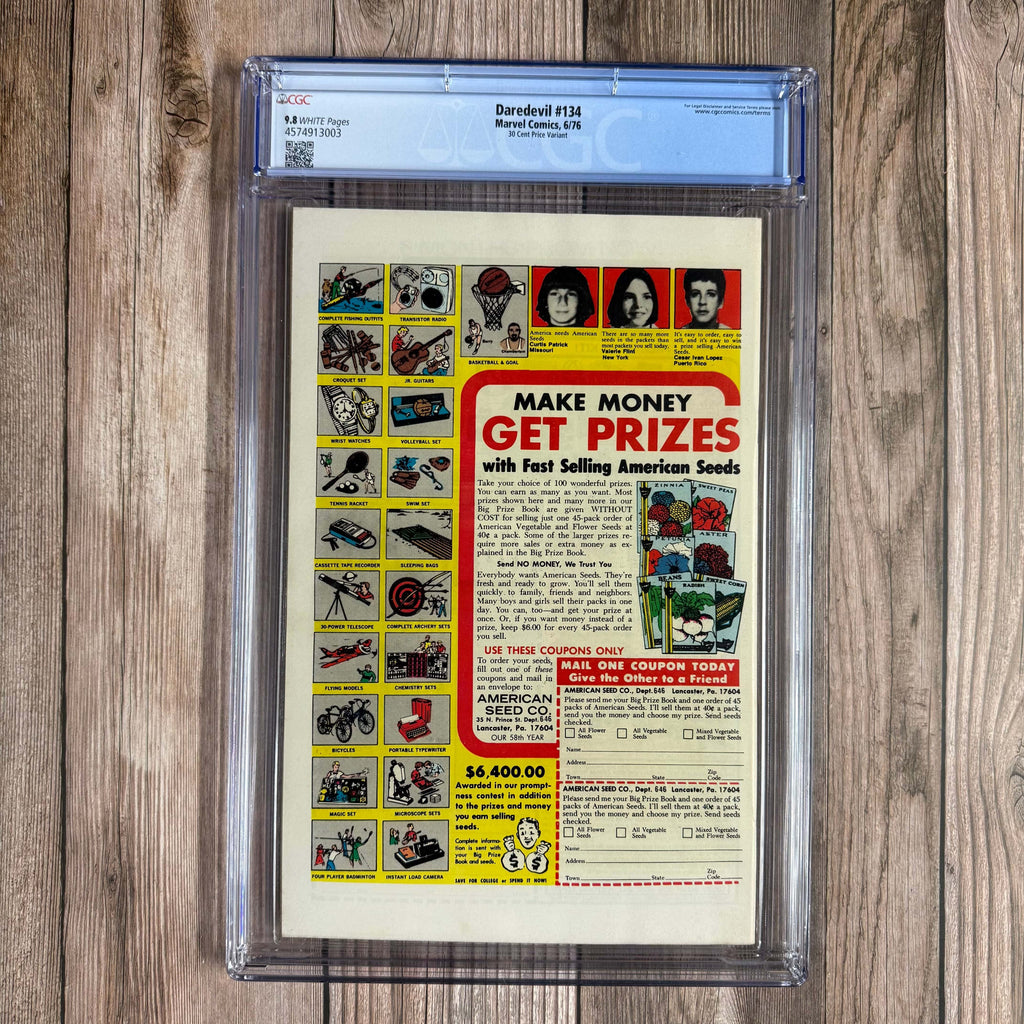 CGC
9.8 WHITE Pages
4574913003
Daredevil #134
Marvel Comics, 6/76
30 Cent Price Variant
For Legal Disclaimer and Service Terms please visit
www.cgccomics.com/terms
CGC
COMPLETE FISHING OUTFITS
TRANSISTOR RADIO
CROQUET SET
JR. GUITARS
WRIST WATCHES
VOLLEYBALL SET
TENNIS RACKET
SWIM SET
CASSETTE TAPE RECORDER
SLEEPING BAGS
30-POWER TELESCOPE
COMPLETE ARCHERY SETS
FLYING MODELS
CHEMISTRY SETS
BICYCLES
PORTABLE TYPEWRITER
MAGIC SET
MICROSCOPE SETS
FOUR PLAYER BADMINTON
INSTANT LOAD CAMERA
Chamberlain
BASKETBALL & GOAL
America needs American
Seeds.
Curtis Patrick
Missouri
There are so many more
seeds in the packets than
most packets you sell today.
Valerie Flint
New York
It's easy to order, easy to
sell, and it's easy to win
a prize selling American
Seeds.
Cesar Ivan Lopez
Puerto Rico
MAKE MONEY
GET PRIZES
with Fast Selling American Seeds
Take your choice of 100 wonderful prizes.
You can earn as many as you want. Most
prizes shown here and many more in our
Big Prize Book are given WITHOUT
COST for selling just one 45-pack order of
American Vegetable and Flower Seeds at
40¢ a pack. Some of the larger prizes re-
quire more sales or extra money as ex-
plained in the Big Prize Book.
Send NO MONEY, We Trust You
Everybody wants American Seeds. They're
fresh and ready to grow. You'll sell them
quickly to family, friends and neighbors.
Many boys and girls sell their packs in one
day. You can, too—and get your prize at
once. Or, if you want money instead of a
prize, keep $6.00 for every 45-pack order
you sell.
ZINNIA
SWEET PEAS
PETUNIA
ASTER
BEANS
RADISH
SWEET CORN
USE THESE COUPONS ONLY
To order your seeds,
fill out one of these
coupons and mail in
an envelope to:
AMERICAN
SEED CO.
35 N. Prince St. Dept. 646
Lancaster, Pa. 17604
OUR 58th YEAR
MAIL ONE COUPON TODAY
Give the Other to a Friend
AMERICAN SEED CO., Dept. 646 Lancaster, Pa. 17604
Please send me your Big Prize Book and one order of 45
packs of American Seeds. I'll sell them at 40¢ a pack,
send you the money and choose my prize. Send seeds
checked.
All Flower Seeds
All Vegetable Seeds
Mixed Vegetable and Flower Seeds
Name
Address
Town State Zip Code
AMERICAN SEED CO., Dept. 646 Lancaster, Pa. 17604
Please send me your Big Prize Book and one order of 45
packs of American Seeds. I'll sell them at 40¢ a pack,
send you the money and choose my prize. Send seeds
checked.
All Flower Seeds
All Vegetable Seeds
Mixed Vegetable and Flower Seeds
Name
Address
Town State Zip Code
$6,400.00
Awarded in our prompt-
ness contest in addition
to the prizes and money
you earn selling
seeds.
Complete informa-
tion is sent with
your Big Prize
Book and seeds.
SAVE FOR COLLEGE or SPEND IT NOW!